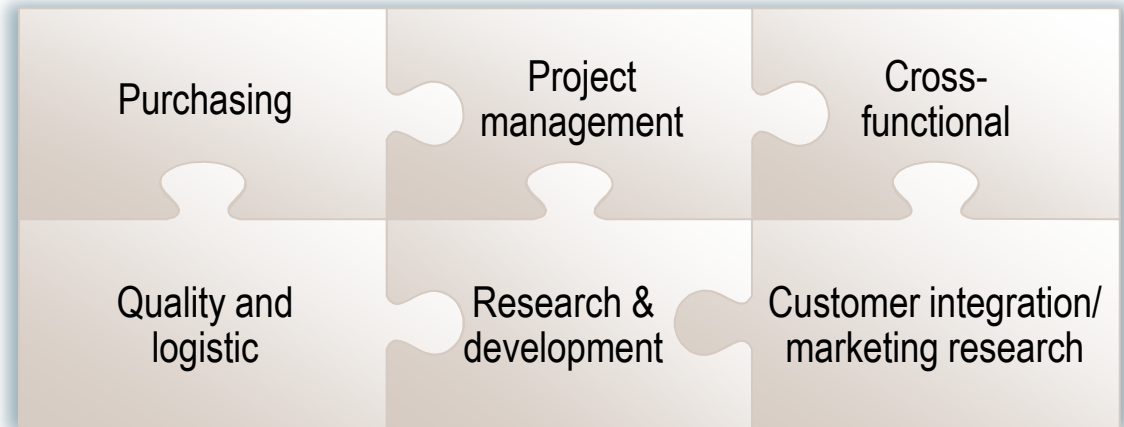 Purchasing
Project
management
Cross-
functional
Quality and
logistic
Research &
development
Customer integration/
marketing research